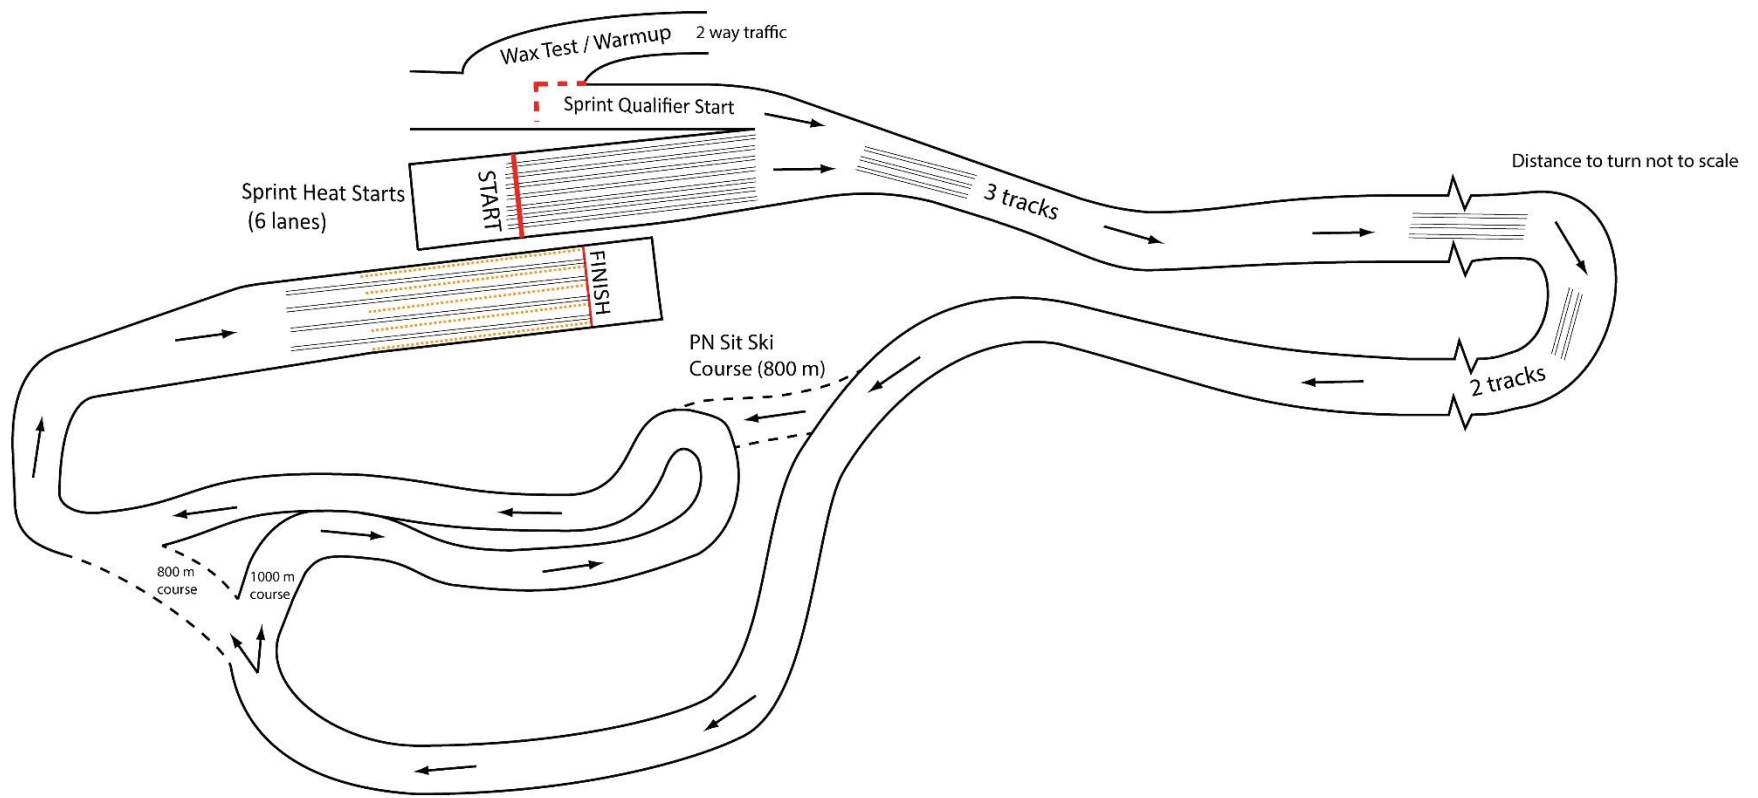 Wax Test / Warmup
2 way traffic
Sprint Qualifier Start
Distance to turn not to scale
Sprint Heat Starts
(6 lanes)
START
3 tracks
FINISH
PN Sit Ski
Course (800 m)
2 tracks
800 m
course
1000 m
course